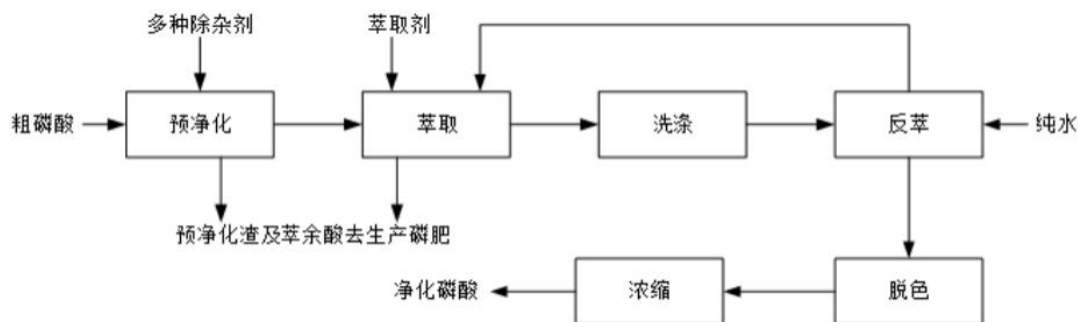 多种除杂剂
萃取剂
粗磷酸
预净化
萃取
洗涤
反萃
纯水
预净化渣及萃余酸去生产磷肥
净化磷酸
浓缩
脱色